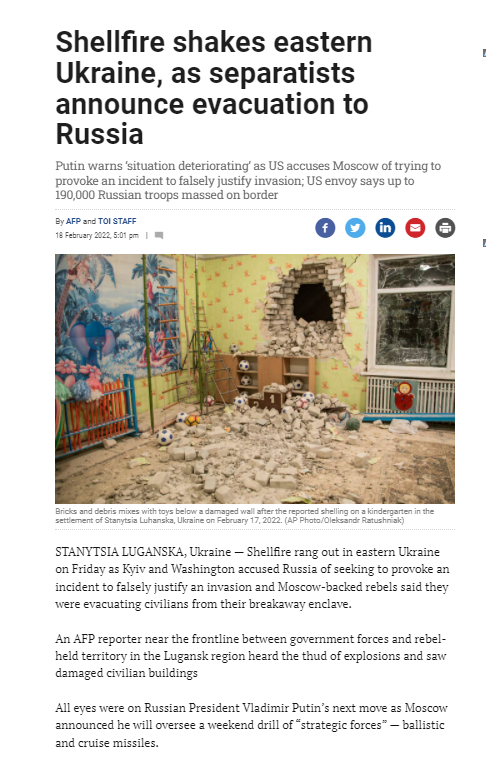 Shellfire shakes eastern
Ukraine, as separatists
announce evacuation to
Russia
Putin warns ‘situation deteriorating’ as US accuses Moscow of trying to
provoke an incident to falsely justify invasion; US envoy says up to
190,000 Russian troops massed on border
By AFP and TOI STAFF
18 February 2022, 5:01 pm |
Bricks and debris mixes with toys below a damaged wall after the reported shelling on a kindergarten in the
settlement of Stanytsia Luhanska, Ukraine on February 17, 2022. (AP Photo/Oleksandr Ratushniak)
STANYTSIA LUGANSKA, Ukraine — Shellfire rang out in eastern Ukraine
on Friday as Kyiv and Washington accused Russia of seeking to provoke an
incident to falsely justify an invasion and Moscow-backed rebels said they
were evacuating civilians from their breakaway enclave.
An AFP reporter near the frontline between government forces and rebel-
held territory in the Lugansk region heard the thud of explosions and saw
damaged civilian buildings
All eyes were on Russian President Vladimir Putin’s next move as Moscow
announced he will oversee a weekend drill of “strategic forces” — ballistic
and cruise missiles.